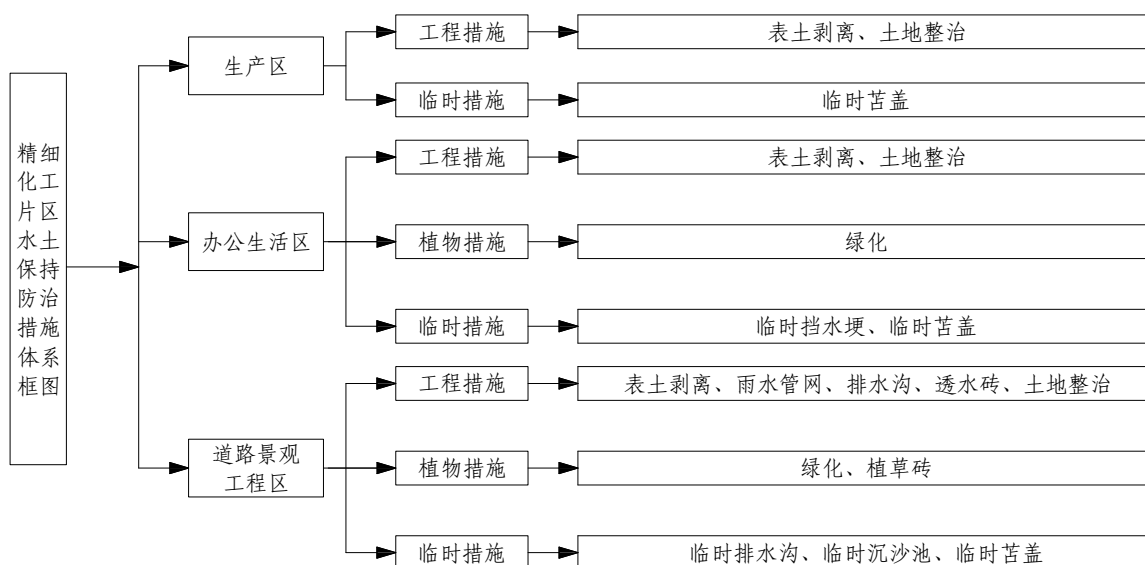 精细
化工
片区
水土
保持
防治
措施
体系
框图
生产区
工程措施
表土剥离、土地整治
临时措施
临时苫盖
办公生活区
工程措施
表土剥离、土地整治
植物措施
绿化
临时措施
临时挡水埂、临时苫盖
道路景观
工程区
工程措施
表土剥离、雨水管网、排水沟、透水砖、土地整治
植物措施
绿化、植草砖
临时措施
临时排水沟、临时沉沙池、临时苫盖